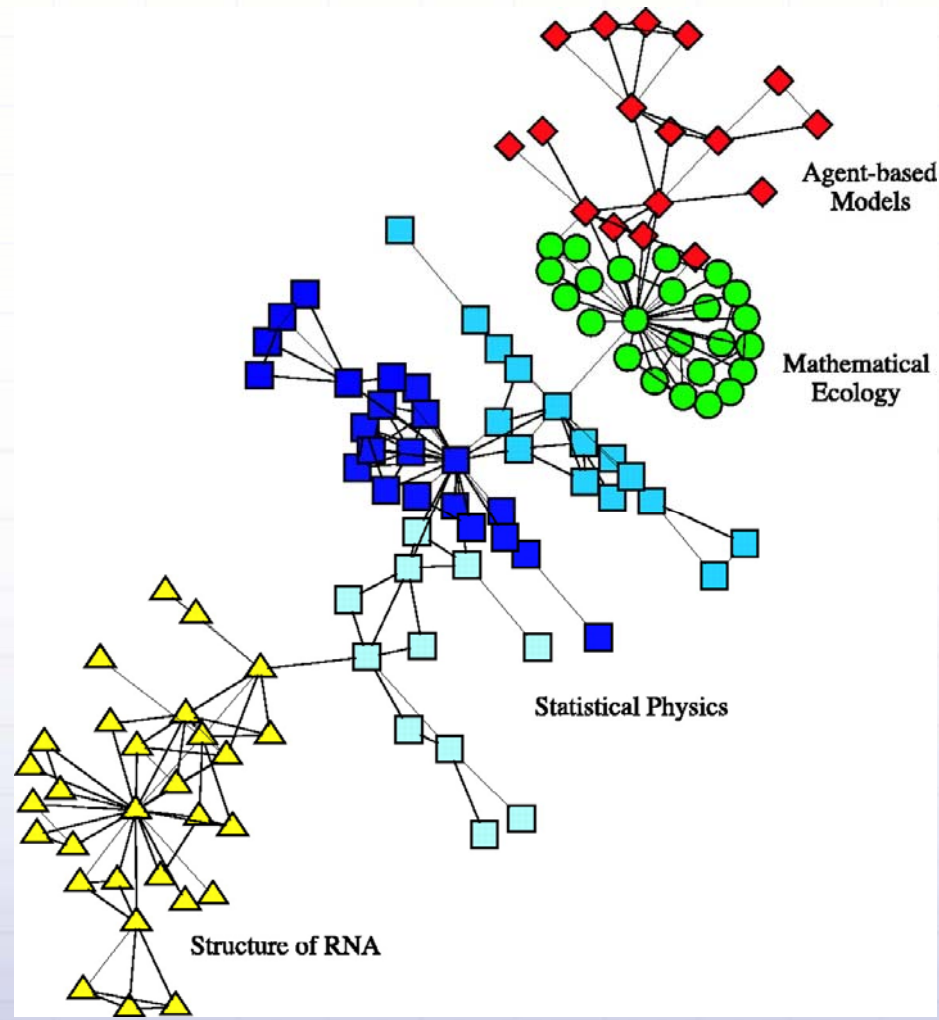 Agent-based
Models
Mathematical
Ecology
Statistical Physics
Structure of RNA